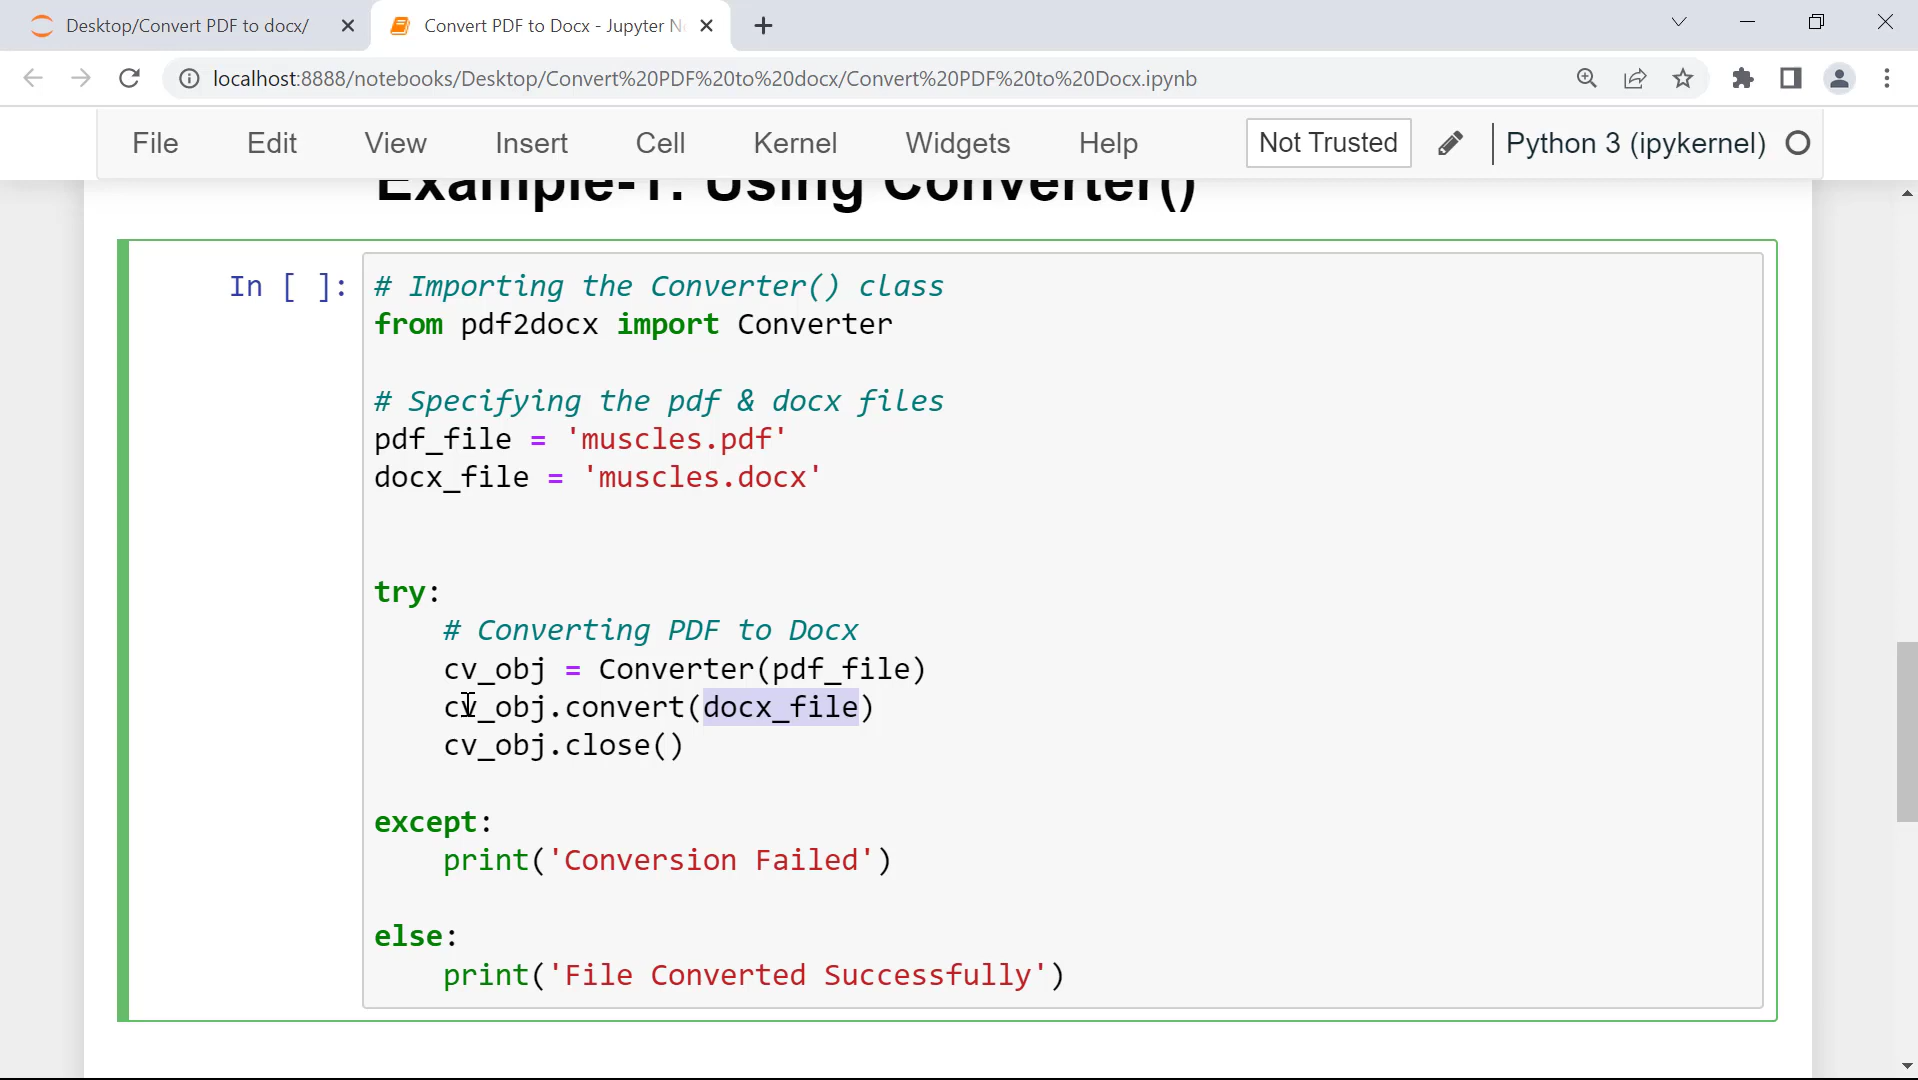 Desktop/Convert PDF to docx/
Convert PDF to Docx - Jupyter N
localhost:8888/notebooks/Desktop/Convert%20PDF%20to%20docx/Convert%20PDF%20to%20Docx.ipynb
File Edit View Insert Cell Kernel Widgets Help Not Trusted Python 3 (ipykernel)
Example-1: Using Converter()
In [ ]: # Importing the Converter() class
from pdf2docx import Converter
# Specifying the pdf & docx files
pdf_file = 'muscles.pdf'
docx_file = 'muscles.docx'
try:
# Converting PDF to Docx
cv_obj = Converter(pdf_file)
cv_obj.convert(docx_file)
cv_obj.close()
except:
print('Conversion Failed')
else:
print('File Converted Successfully')